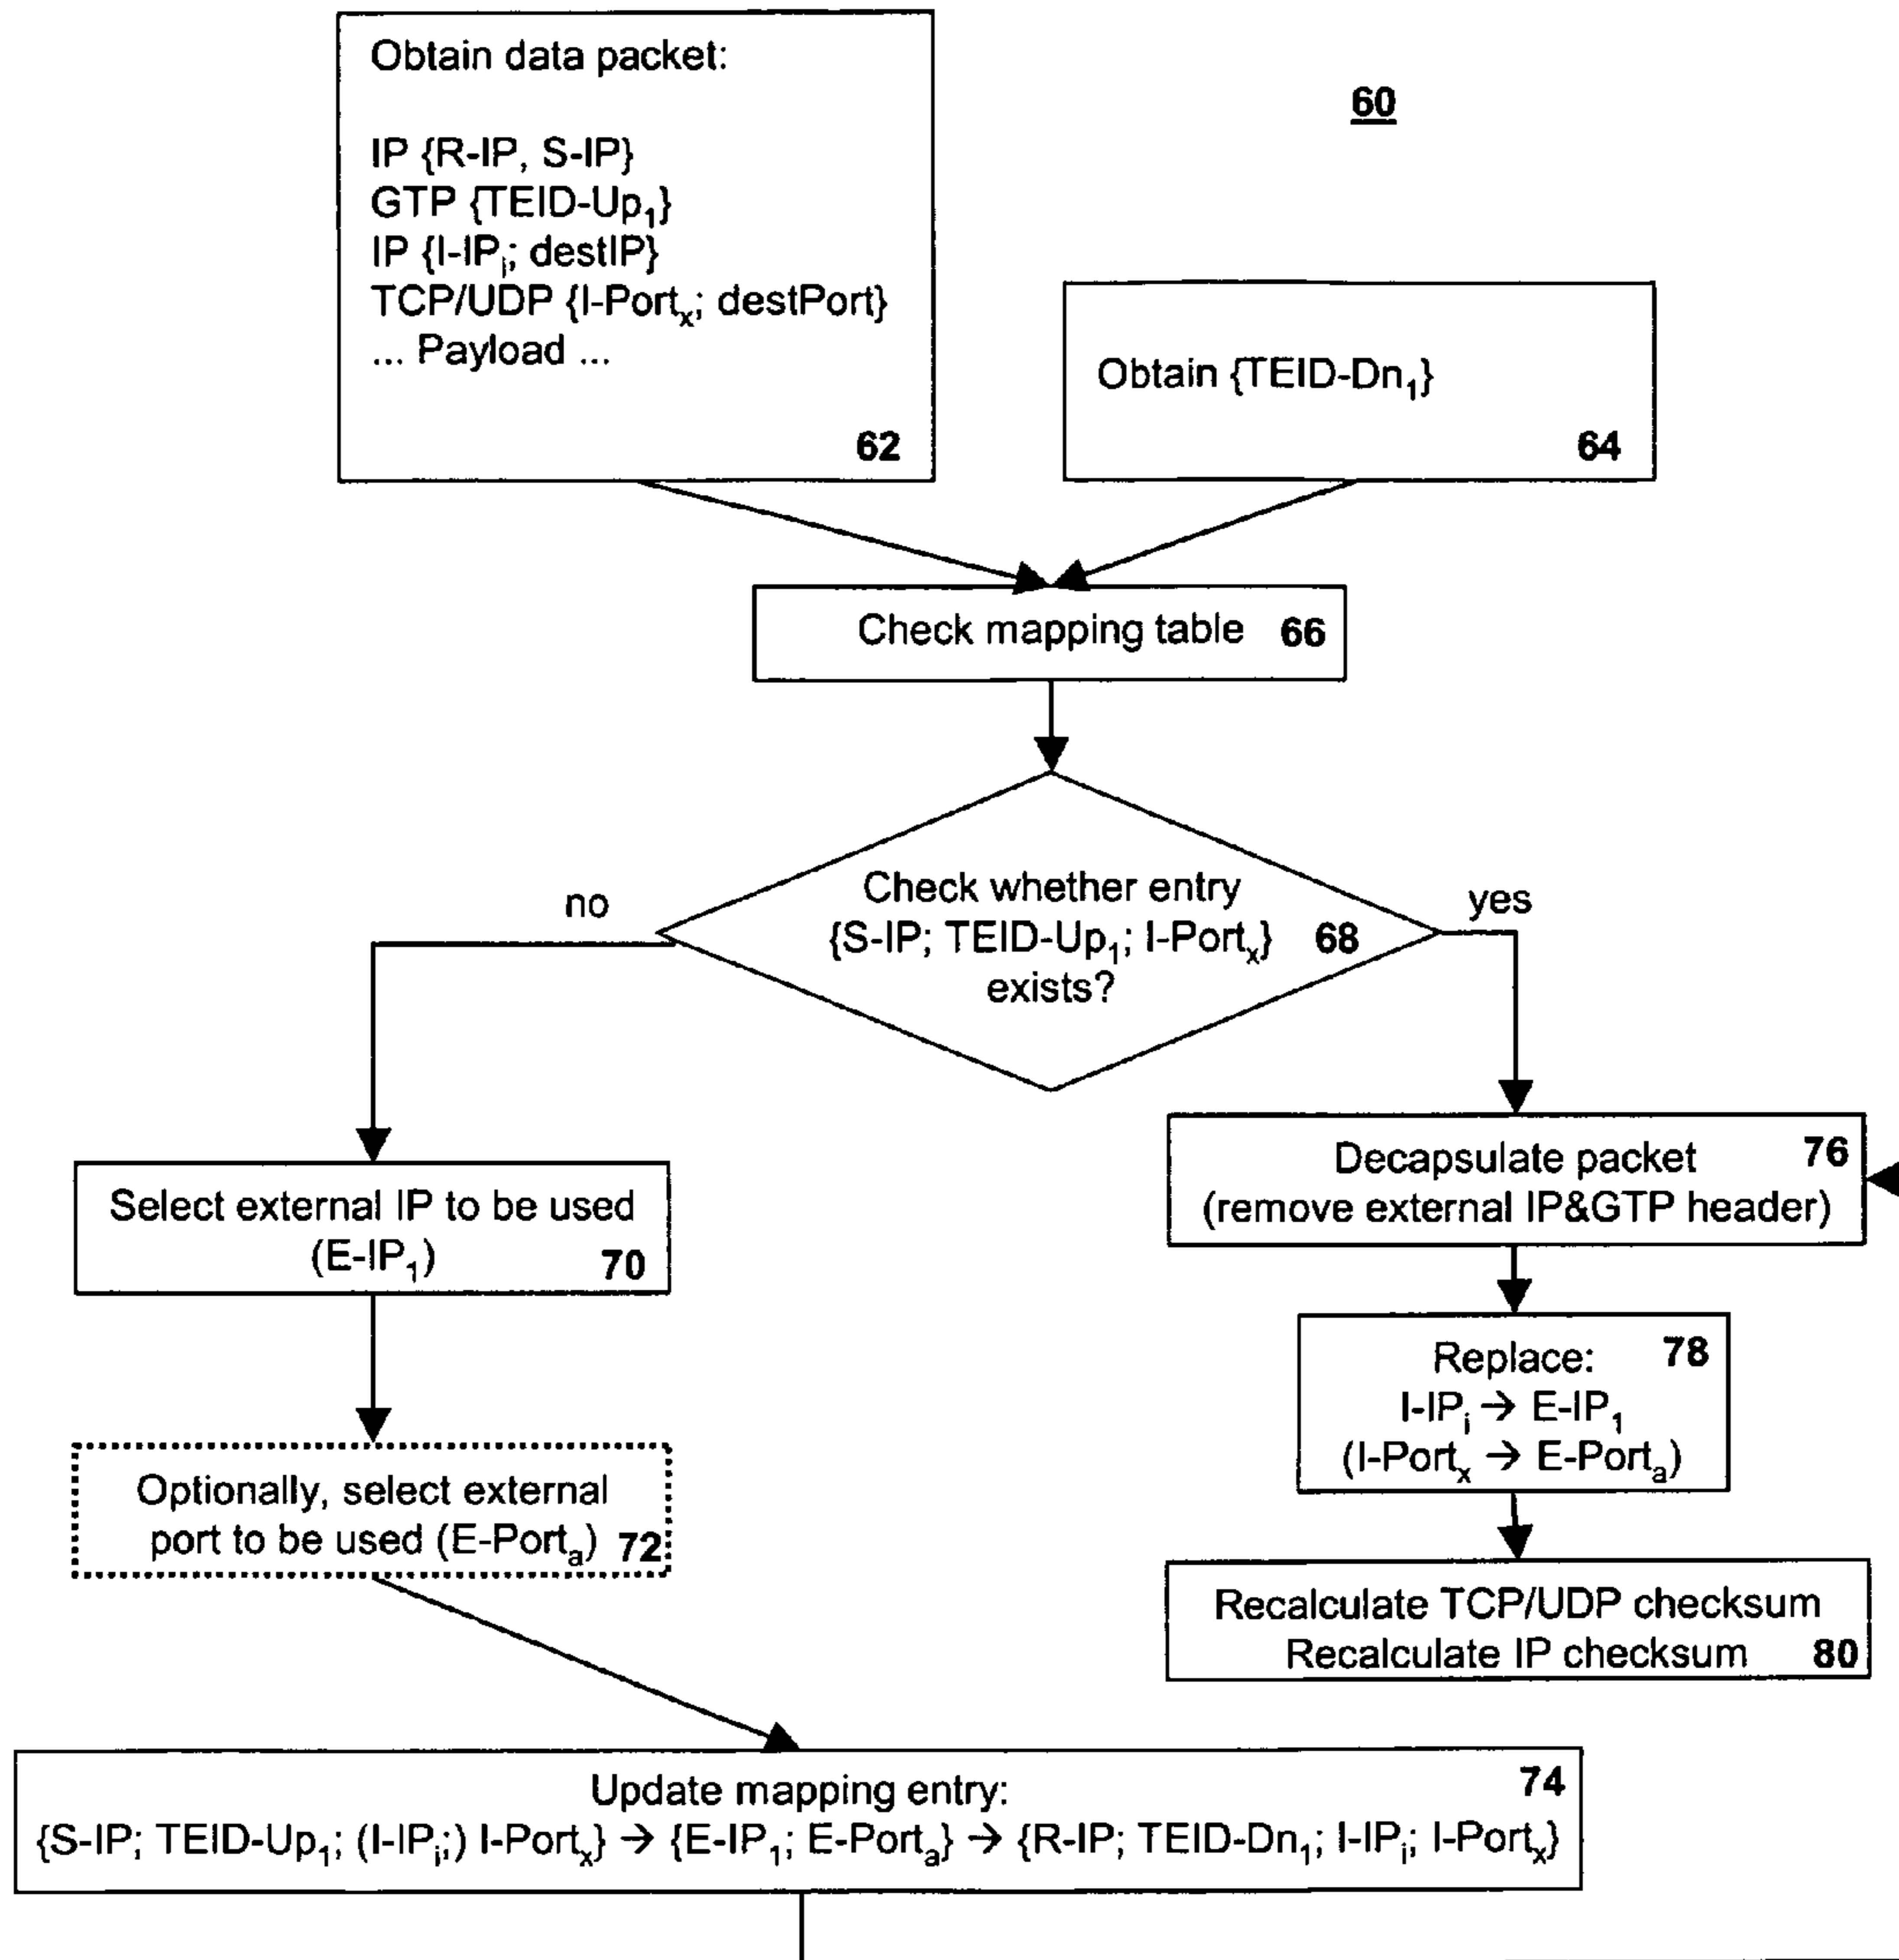 Obtain data packet:
60
IP {R-IP, S-IP}
GTP {TEID-Up₁}
IP {I-IPᵢ; destIP}
TCP/UDP {I-Portₓ; destPort}
... Payload ...
62
Obtain {TEID-Dn₁}
64
Check mapping table 66
Check whether entry
{S-IP; TEID-Up₁; I-Portₓ} 68
exists?
no
yes
Select external IP to be used
(E-IP₁) 70
Decapsulate packet 76
(remove external IP&GTP header)
Replace: 78
I-IPᵢ → E-IP₁
(I-Portₓ → E-Portₐ)
Optionally, select external
port to be used (E-Portₐ) 72
Recalculate TCP/UDP checksum
Recalculate IP checksum 80
Update mapping entry: 74
{S-IP; TEID-Up₁; (I-IPᵢ;) I-Portₓ} → {E-IP₁; E-Portₐ} → {R-IP; TEID-Dn₁; I-IPᵢ; I-Portₓ}